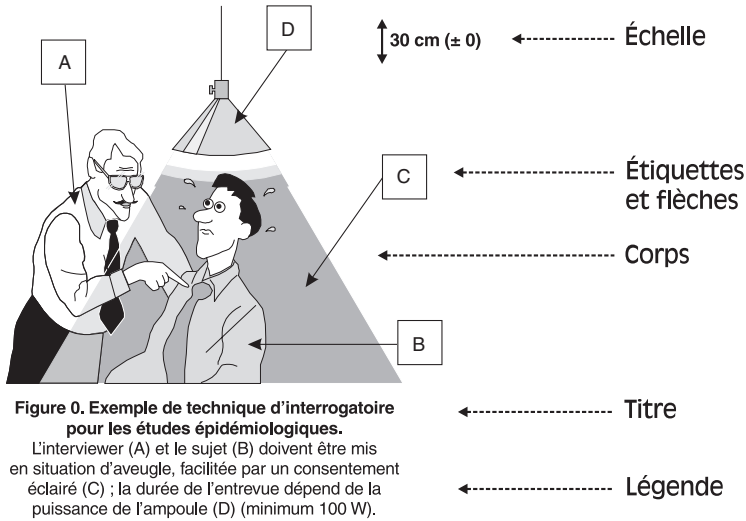 D
30 cm (± 0)
Échelle
A
C
Étiquettes
et flèches
Corps
B
Figure 0. Exemple de technique d'interrogatoire
pour les études épidémiologiques.
Titre
L'interviewer (A) et le sujet (B) doivent être mis
en situation d'aveugle, facilitée par un consentement
éclairé (C) ; la durée de l'entrevue dépend de la
puissance de l'ampoule (D) (minimum 100 W).
Légende